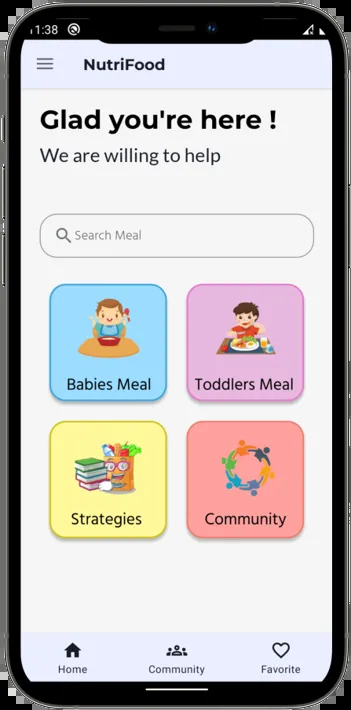 1:38
NutriFood
Glad you're here !
We are willing to help
Search Meal
Babies Meal
Toddlers Meal
Strategies
Community
Home
Community
Favorite